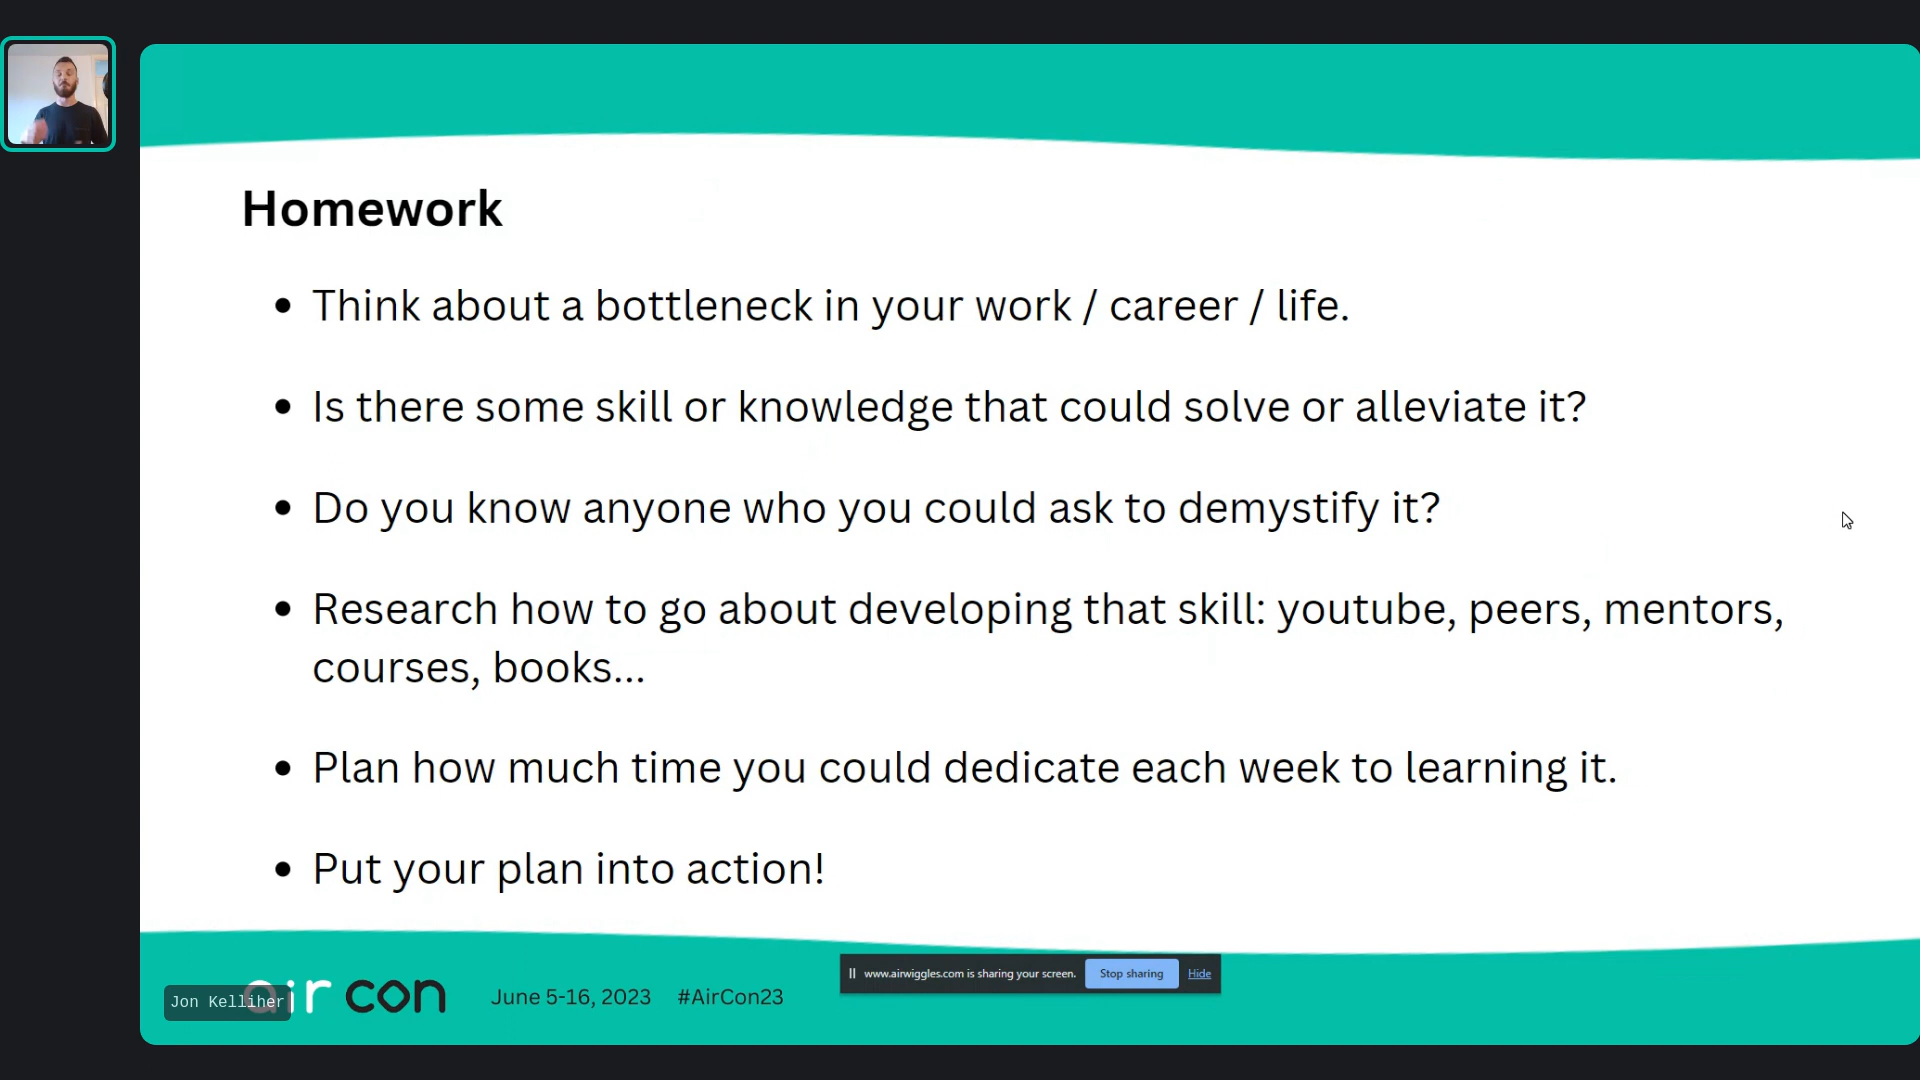 Homework
Think about a bottleneck in your work / career / life.
Is there some skill or knowledge that could solve or alleviate it?
Do you know anyone who you could ask to demystify it?
Research how to go about developing that skill: youtube, peers, mentors,
courses, books...
Plan how much time you could dedicate each week to learning it.
Put your plan into action!
www.airwiggles.com is sharing your screen. Stop sharing Hide
Jon Kelliher
air con June 5-16, 2023 #AirCon23